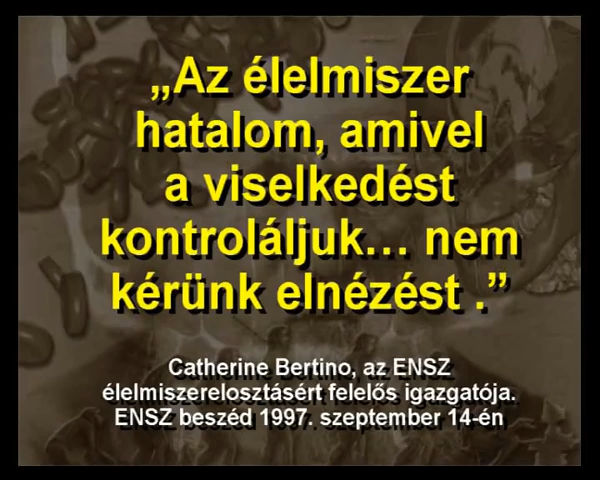 „Az élelmiszer
hatalom, amivel
a viselkedést
kontroláljuk... nem
kérünk elnézést .”
Catherine Bertino, az ENSZ
élelmiszerelosztásért felelős igazgatója.
ENSZ beszéd 1997. szeptember 14-én